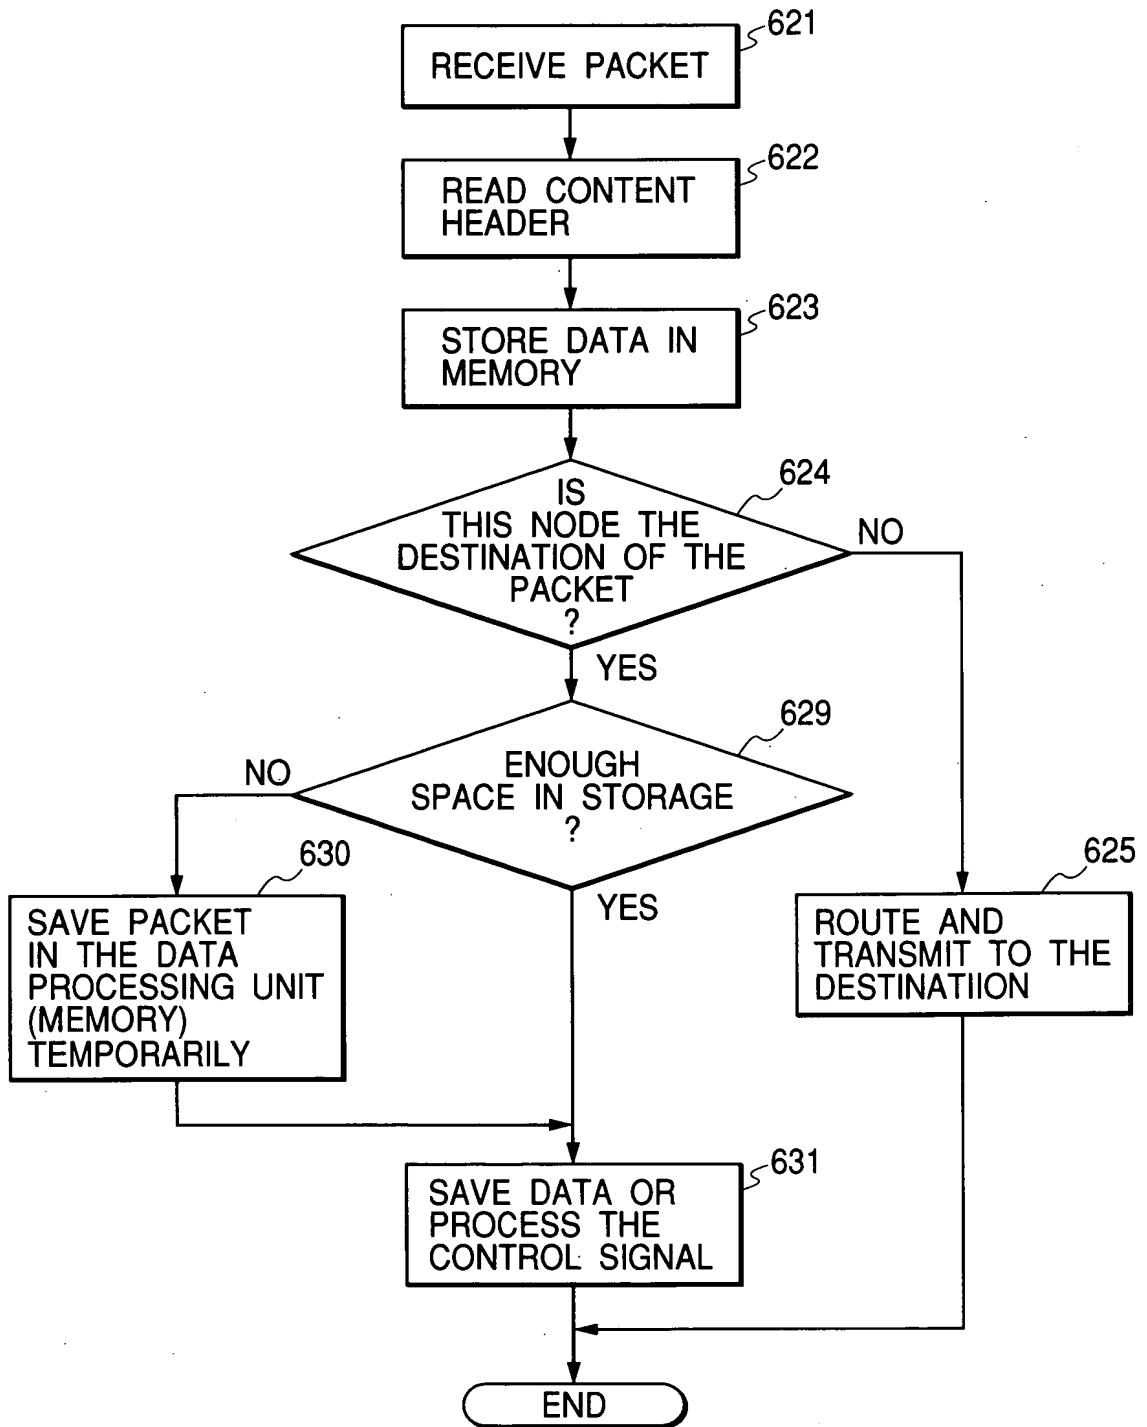 621
RECEIVE PACKET
622
READ CONTENT
HEADER
623
STORE DATA IN
MEMORY
624
IS
THIS NODE THE
DESTINATION OF THE
PACKET
?
NO
YES
629
ENOUGH
SPACE IN STORAGE
?
NO
YES
630
SAVE PACKET
IN THE DATA
PROCESSING UNIT
(MEMORY)
TEMPORARILY
625
ROUTE AND
TRANSMIT TO THE
DESTINATIION
631
SAVE DATA OR
PROCESS THE
CONTROL SIGNAL
END